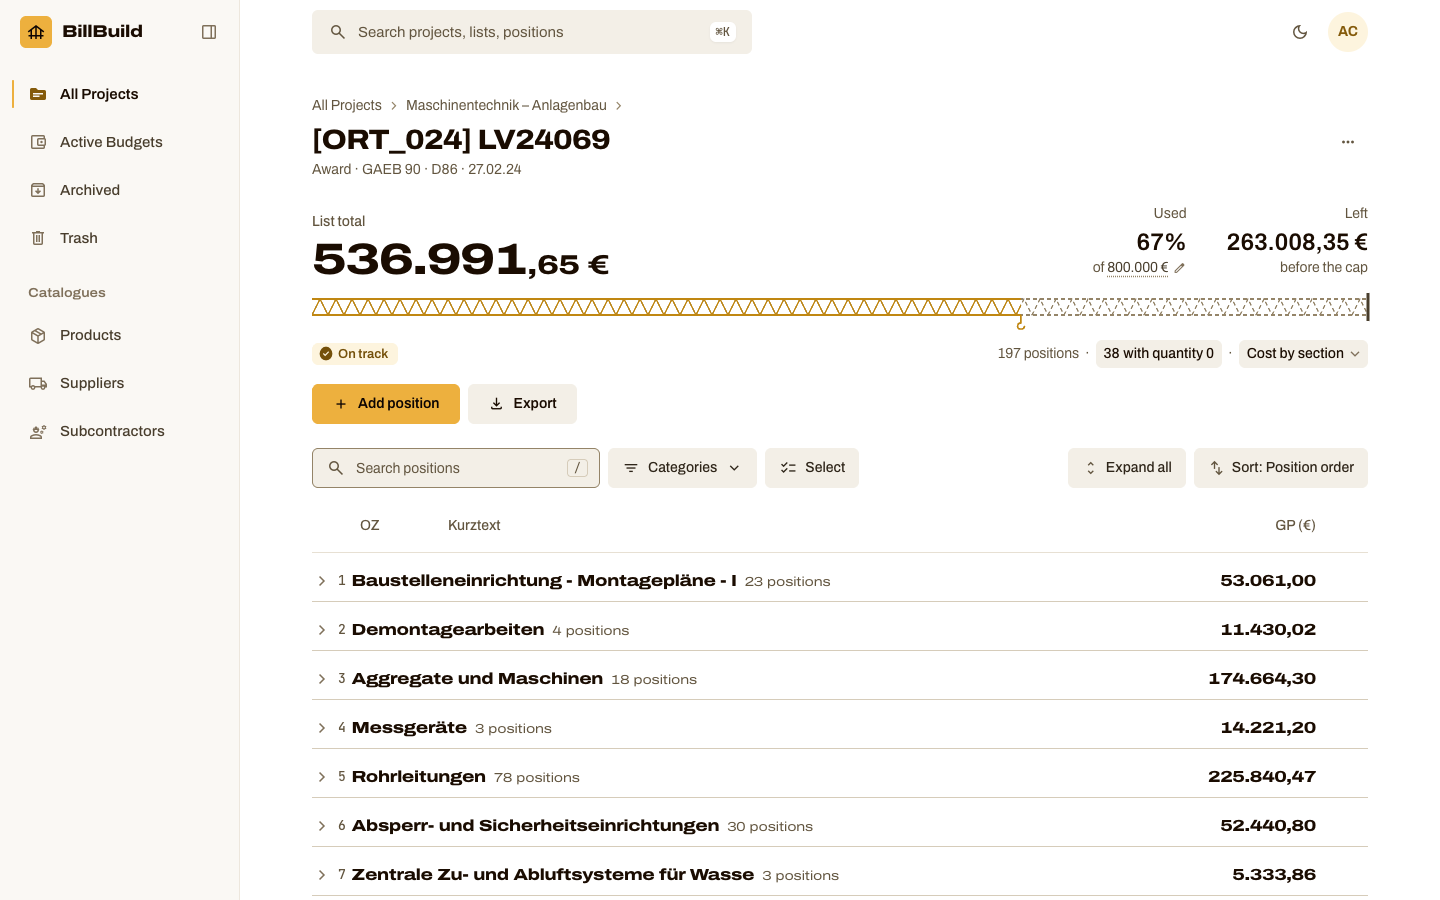 BillBuild
Search projects, lists, positions
⌘K
AC
All Projects
Active Budgets
Archived
Trash
Catalogues
Products
Suppliers
Subcontractors
All Projects
Maschinentechnik – Anlagenbau
[ORT_024] LV24069
Award · GAEB 90 · D86 · 27.02.24
List total
536.991,65 €
Used
67%
of 800.000 €
Left
263.008,35 €
before the cap
On track
197 positions · 38 with quantity 0 · Cost by section
Add position
Export
Search positions
/
Categories
Select
Expand all
Sort: Position order
OZ Kurztext GP (€)
1 Baustelleneinrichtung - Montagepläne - I 23 positions 53.061,00
2 Demontagearbeiten 4 positions 11.430,02
3 Aggregate und Maschinen 18 positions 174.664,30
4 Messgeräte 3 positions 14.221,20
5 Rohrleitungen 78 positions 225.840,47
6 Absperr- und Sicherheitseinrichtungen 30 positions 52.440,80
7 Zentrale Zu- und Abluftsysteme für Wasse 3 positions 5.333,86